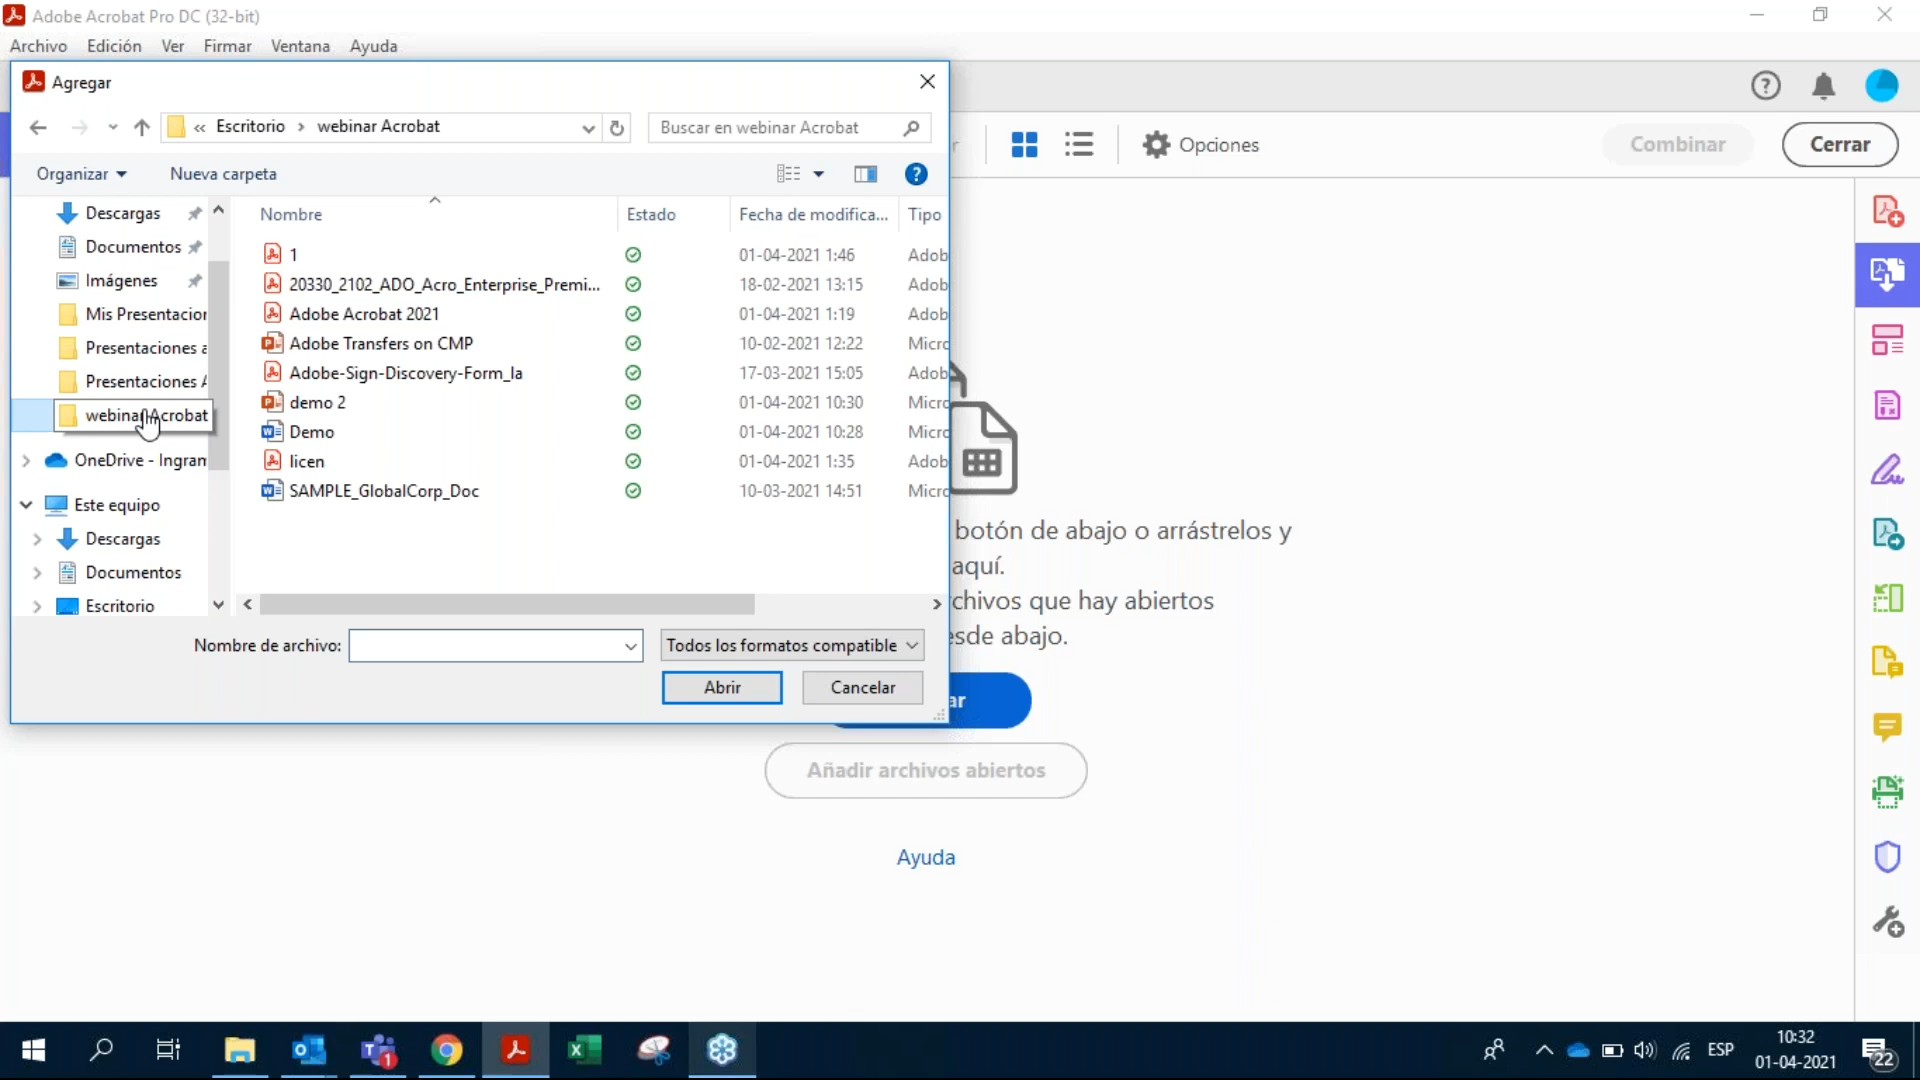 Adobe Acrobat Pro DC (32-bit)
Archivo Edición Ver Firmar Ventana Ayuda
Agregar
« Escritorio > webinar Acrobat
Buscar en webinar Acrobat
Opciones
Combinar
Cerrar
Organizar
Nueva carpeta
Descargas
Documentos
Imágenes
Mis Presentacior
Presentaciones a
Presentaciones A
webinar Acrobat
OneDrive - Ingram
Este equipo
Descargas
Documentos
Escritorio
Nombre Estado Fecha de modifica... Tipo
1 01-04-2021 1:46 Adob
20330_2102_ADO_Acro_Enterprise_Premi... 18-02-2021 13:15 Adob
Adobe Acrobat 2021 01-04-2021 1:19 Adob
Adobe Transfers on CMP 10-02-2021 12:22 Micro
Adobe-Sign-Discovery-Form_la 17-03-2021 15:05 Adob
demo 2 01-04-2021 10:30 Micro
Demo 01-04-2021 10:28 Micro
licen 01-04-2021 1:35 Adob
SAMPLE_GlobalCorp_Doc 10-03-2021 14:51 Micro
Nombre de archivo:
Todos los formatos compatible
Abrir
Cancelar
botón de abajo o arrástrelos y
aquí.
chivos que hay abiertos
esde abajo.
ar
Añadir archivos abiertos
Ayuda
1
ESP
10:32
01-04-2021
22